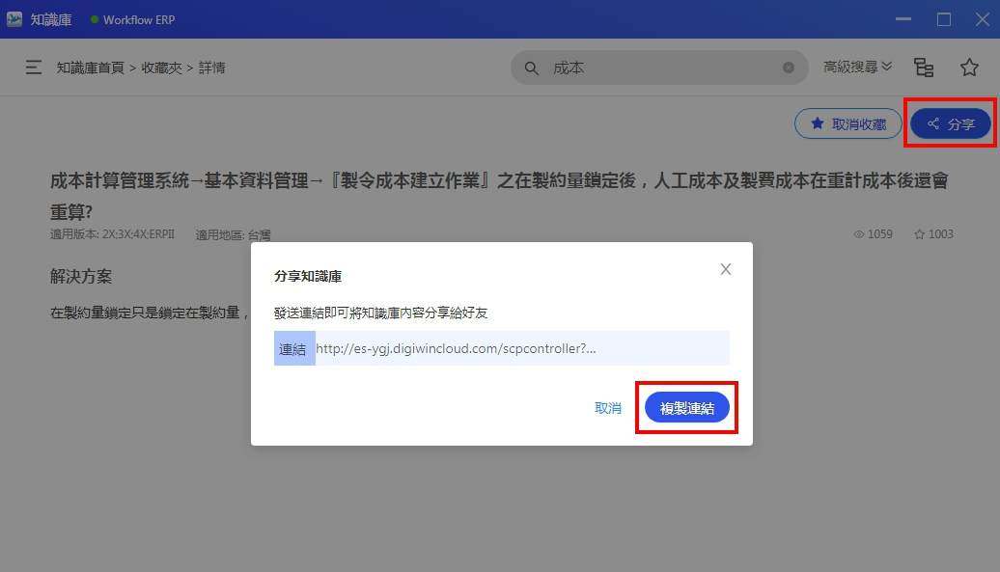 知識庫 Workflow ERP
知識庫首頁 > 收藏夾 > 詳情
成本
高級搜尋
取消收藏
分享
成本計算管理系統→基本資料管理→『製令成本建立作業』之在製約量鎖定後，人工成本及製費成本在重計成本後還會
重算?
適用版本: 2X;3X;4X;ERPII 適用地區: 台灣
1059 1003
解決方案
在製約量鎖定只是鎖定在製約量，
分享知識庫
發送連結即可將知識庫內容分享給好友
連結 http://es-ygj.digiwincloud.com/scpcontroller?...
取消 複製連結